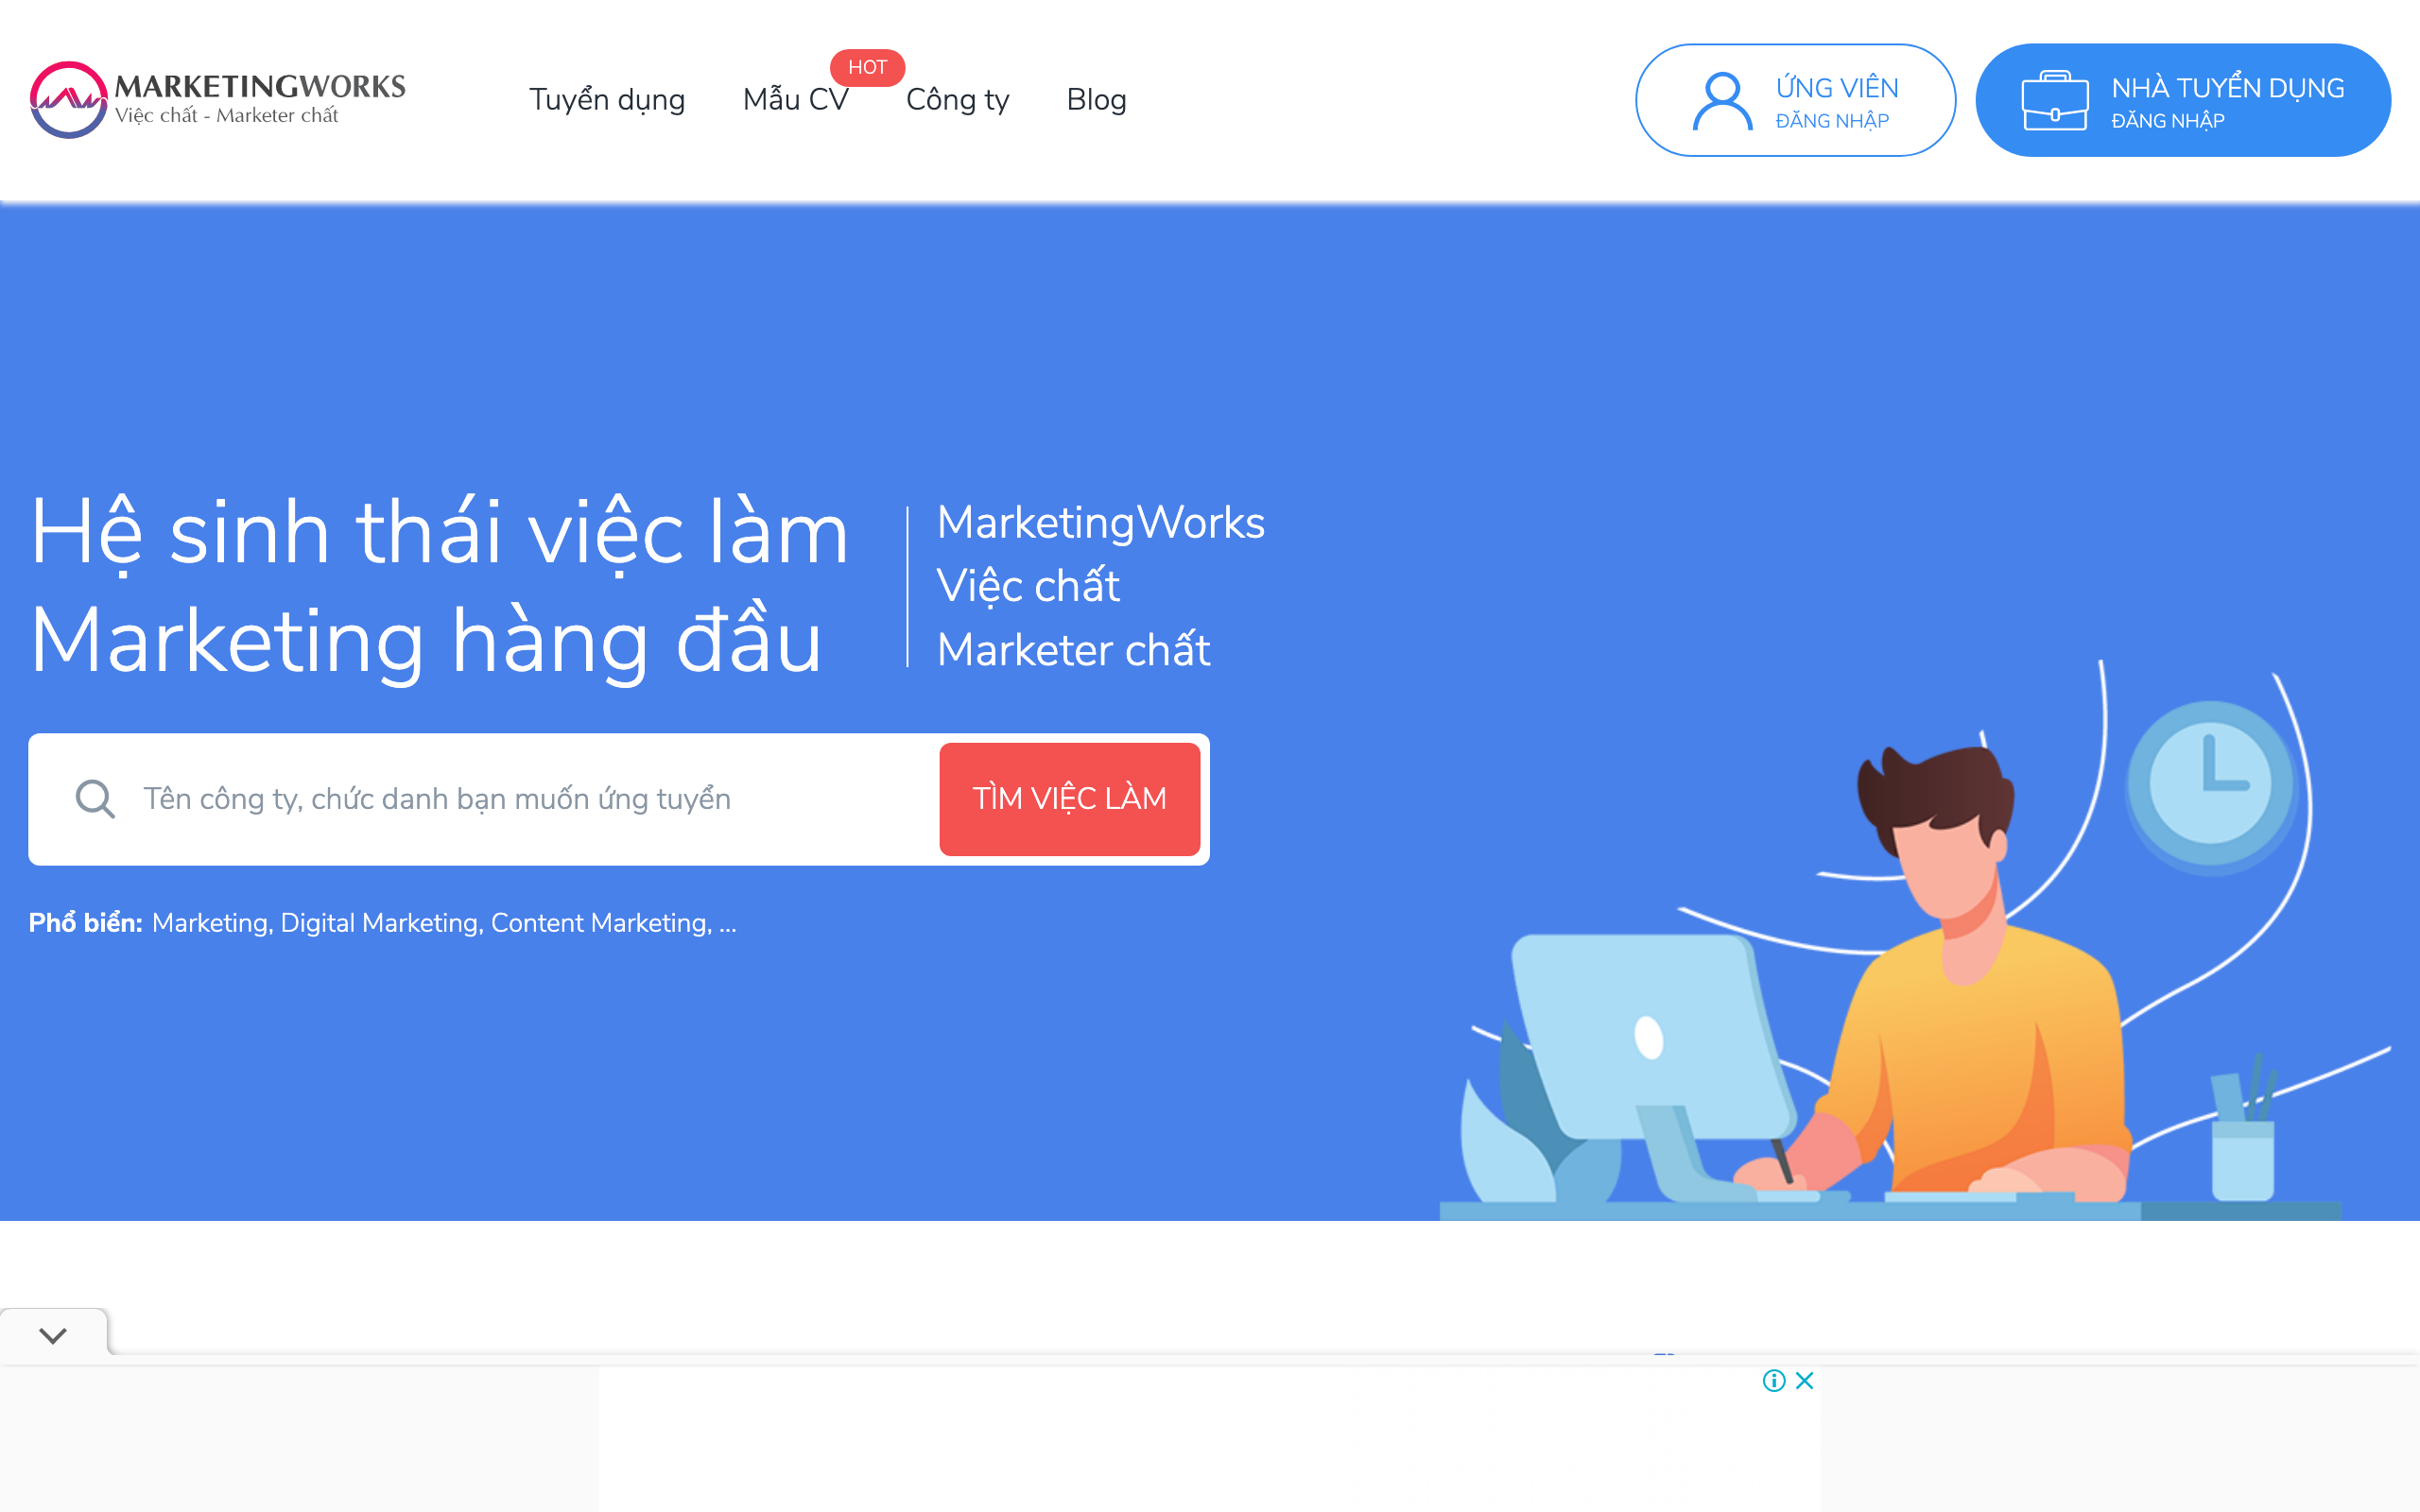 MARKETINGWORKS
Việc chất - Marketer chất
Tuyển dụng
Mẫu CV
HOT
Công ty
Blog
ỨNG VIÊN
ĐĂNG NHẬP
NHÀ TUYỂN DỤNG
ĐĂNG NHẬP
Hệ sinh thái việc làm
Marketing hàng đầu
MarketingWorks
Việc chất
Marketer chất
Tên công ty, chức danh bạn muốn ứng tuyển
TÌM VIỆC LÀM
Phổ biến: Marketing, Digital Marketing, Content Marketing, ...